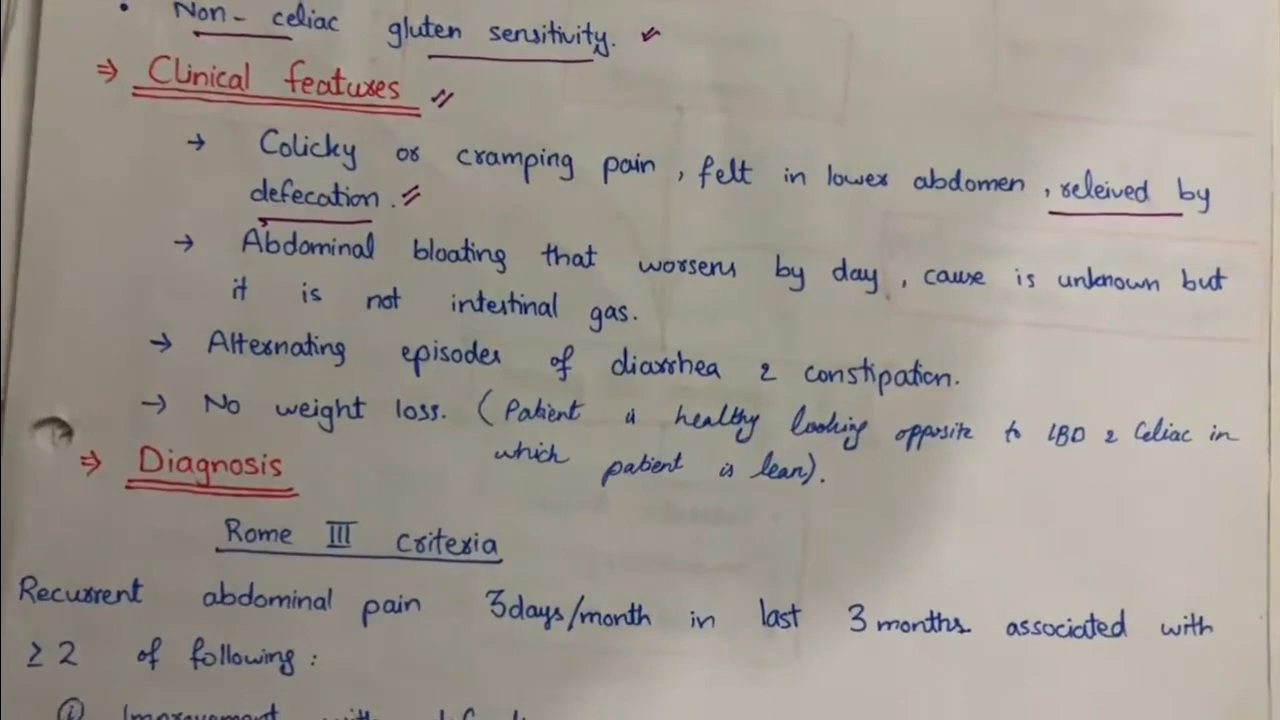 • Non-celiac gluten sensitivity.
⇒ Clinical features
→ Colicky or cramping pain, felt in lower abdomen, releived by
defecation.
→ Abdominal bloating that worsens by day, cause is unknown but
it is not intestinal gas.
→ Alternating episodes of diarrhea & constipation.
→ No weight loss. (Patient is healthy looking opposite to IBD & Celiac in
which patient is lean).
⇒ Diagnosis
Rome III criteria
Recurrent abdominal pain 3days/month in last 3 months associated with
≥ 2 of following:
(i) Improvement with